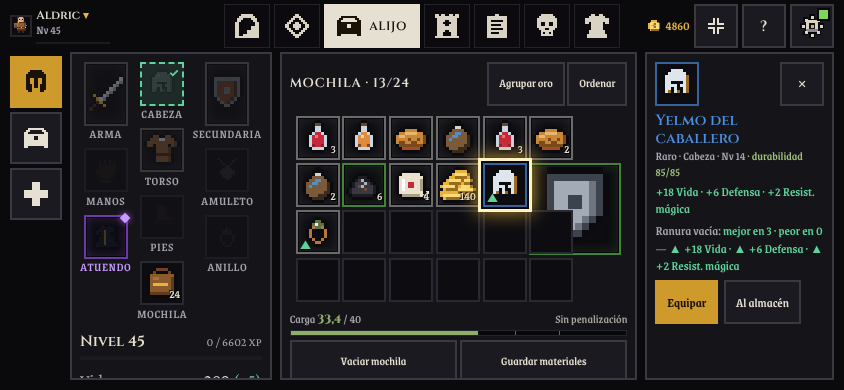 ALDRIC ▾
Nv 45
ALIJO
4860
?
ARMA
CABEZA
SECUNDARIA
MANOS
TORSO
AMULETO
ATUENDO
PIES
ANILLO
24
MOCHILA
NIVEL 45
0 / 6602 XP
MOCHILA · 13/24
Agrupar oro
Ordenar
3
2
3
2
2
6
4
140
Carga 33,4 / 40
Sin penalización
Vaciar mochila
Guardar materiales
×
YELMO DEL
CABALLERO
Raro · Cabeza · Nv 14 · durabilidad
85/85
+18 Vida · +6 Defensa · +2 Resist.
mágica
Ranura vacía: mejor en 3 · peor en 0
— ▲ +18 Vida · ▲ +6 Defensa · ▲
+2 Resist. mágica
Equipar
Al almacén